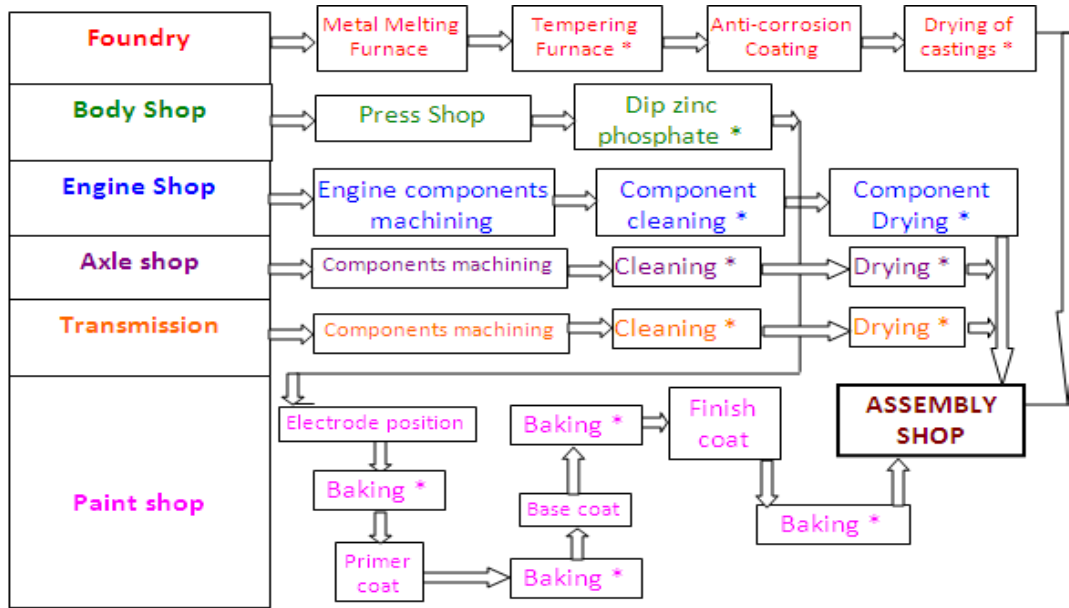 Foundry
Metal Melting
Furnace
Tempering
Furnace *
Anti-corrosion
Coating
Drying of
castings *
Body Shop
Press Shop
Dip zinc
phosphate *
Engine Shop
Engine components
machining
Component
cleaning *
Component
Drying *
Axle shop
Components machining
Cleaning *
Drying *
Transmission
Components machining
Cleaning *
Drying *
Paint shop
Electrode position
Baking *
Primer
coat
Baking *
Base coat
Baking *
Finish
coat
Baking *
ASSEMBLY
SHOP